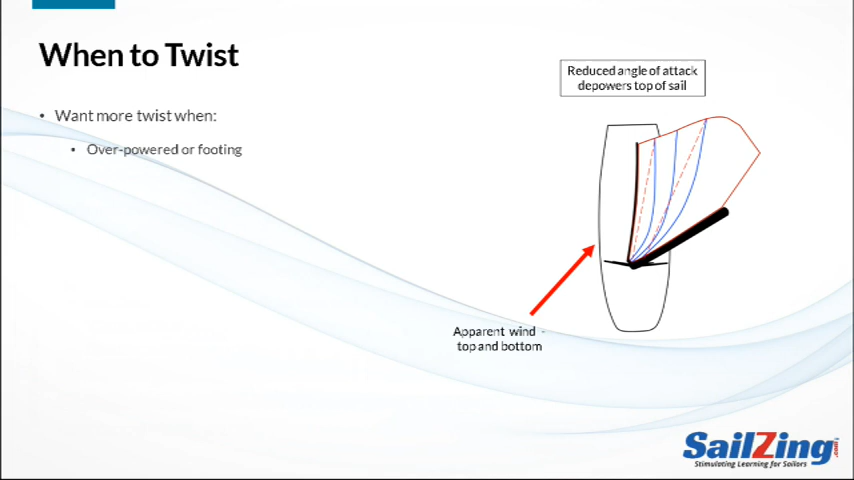 When to Twist
• Want more twist when:
• Over-powered or footing
Reduced angle of attack
depowers top of sail
Apparent wind -
top and bottom
SailZing.com
Stimulating Learning for Sailors